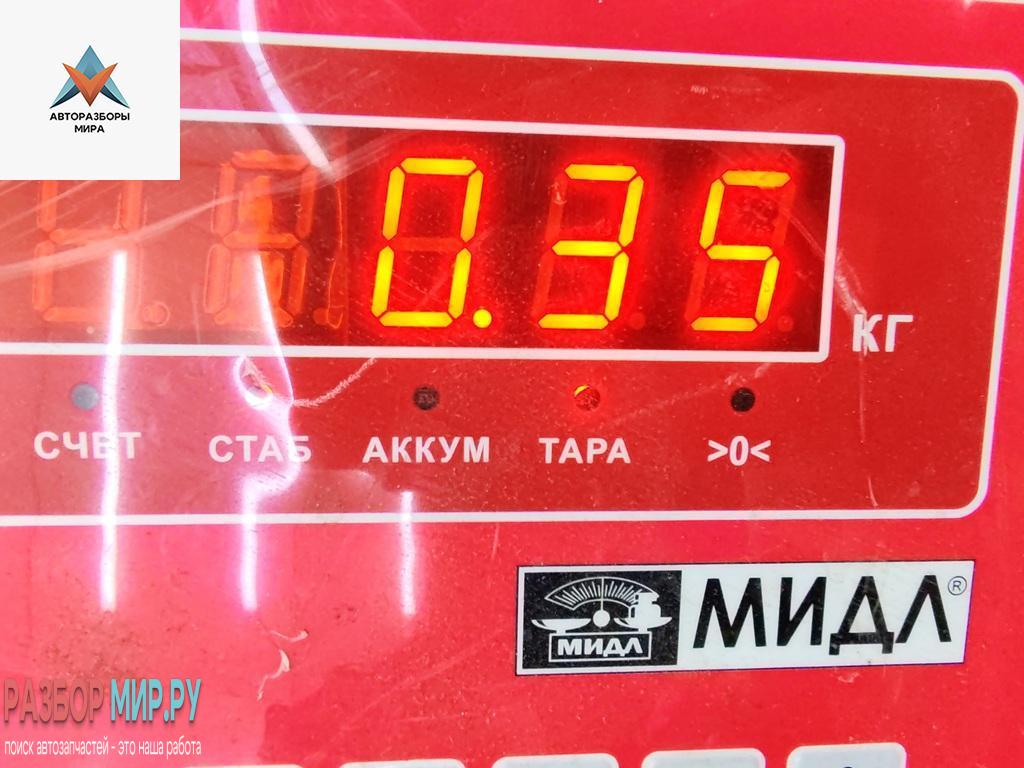 АВТОРАЗБОРЫ
МИРА
0.35
КГ
СЧЕТ СТАБ АККУМ ТАРА >0<
МИДЛ МИДЛ®
РАЗБОР МИР.РУ
поиск автозапчастей - это наша работа